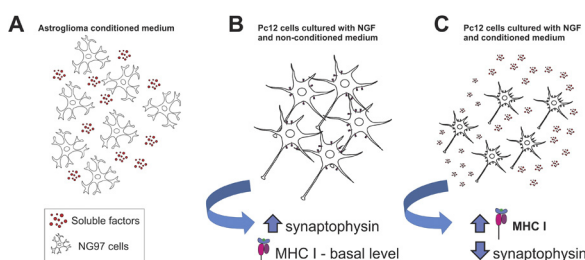 A
Astroglioma conditioned medium
Soluble factors
NG97 cells
B
Pc12 cells cultured with NGF
and non-conditioned medium
synaptophysin
MHC I - basal level
C
Pc12 cells cultured with NGF
and conditioned medium
MHC I
synaptophysin